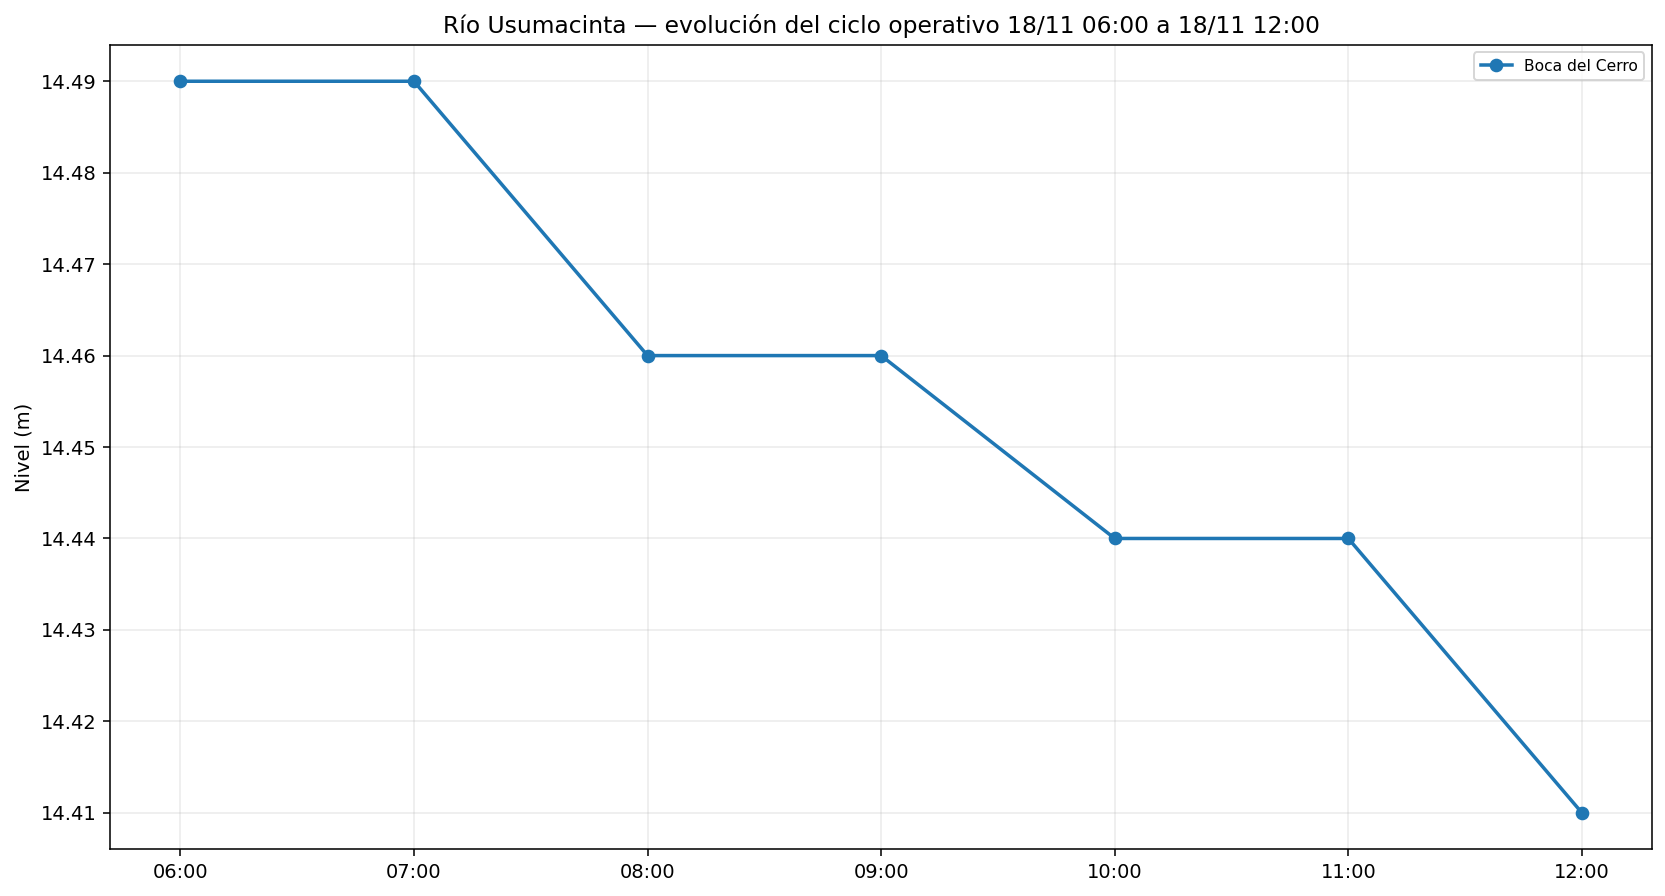 Río Usumacinta — evolución del ciclo operativo 18/11 06:00 a 18/11 12:00
Boca del Cerro
Nivel (m)
14.49
14.48
14.47
14.46
14.45
14.44
14.43
14.42
14.41
06:00 07:00 08:00 09:00 10:00 11:00 12:00